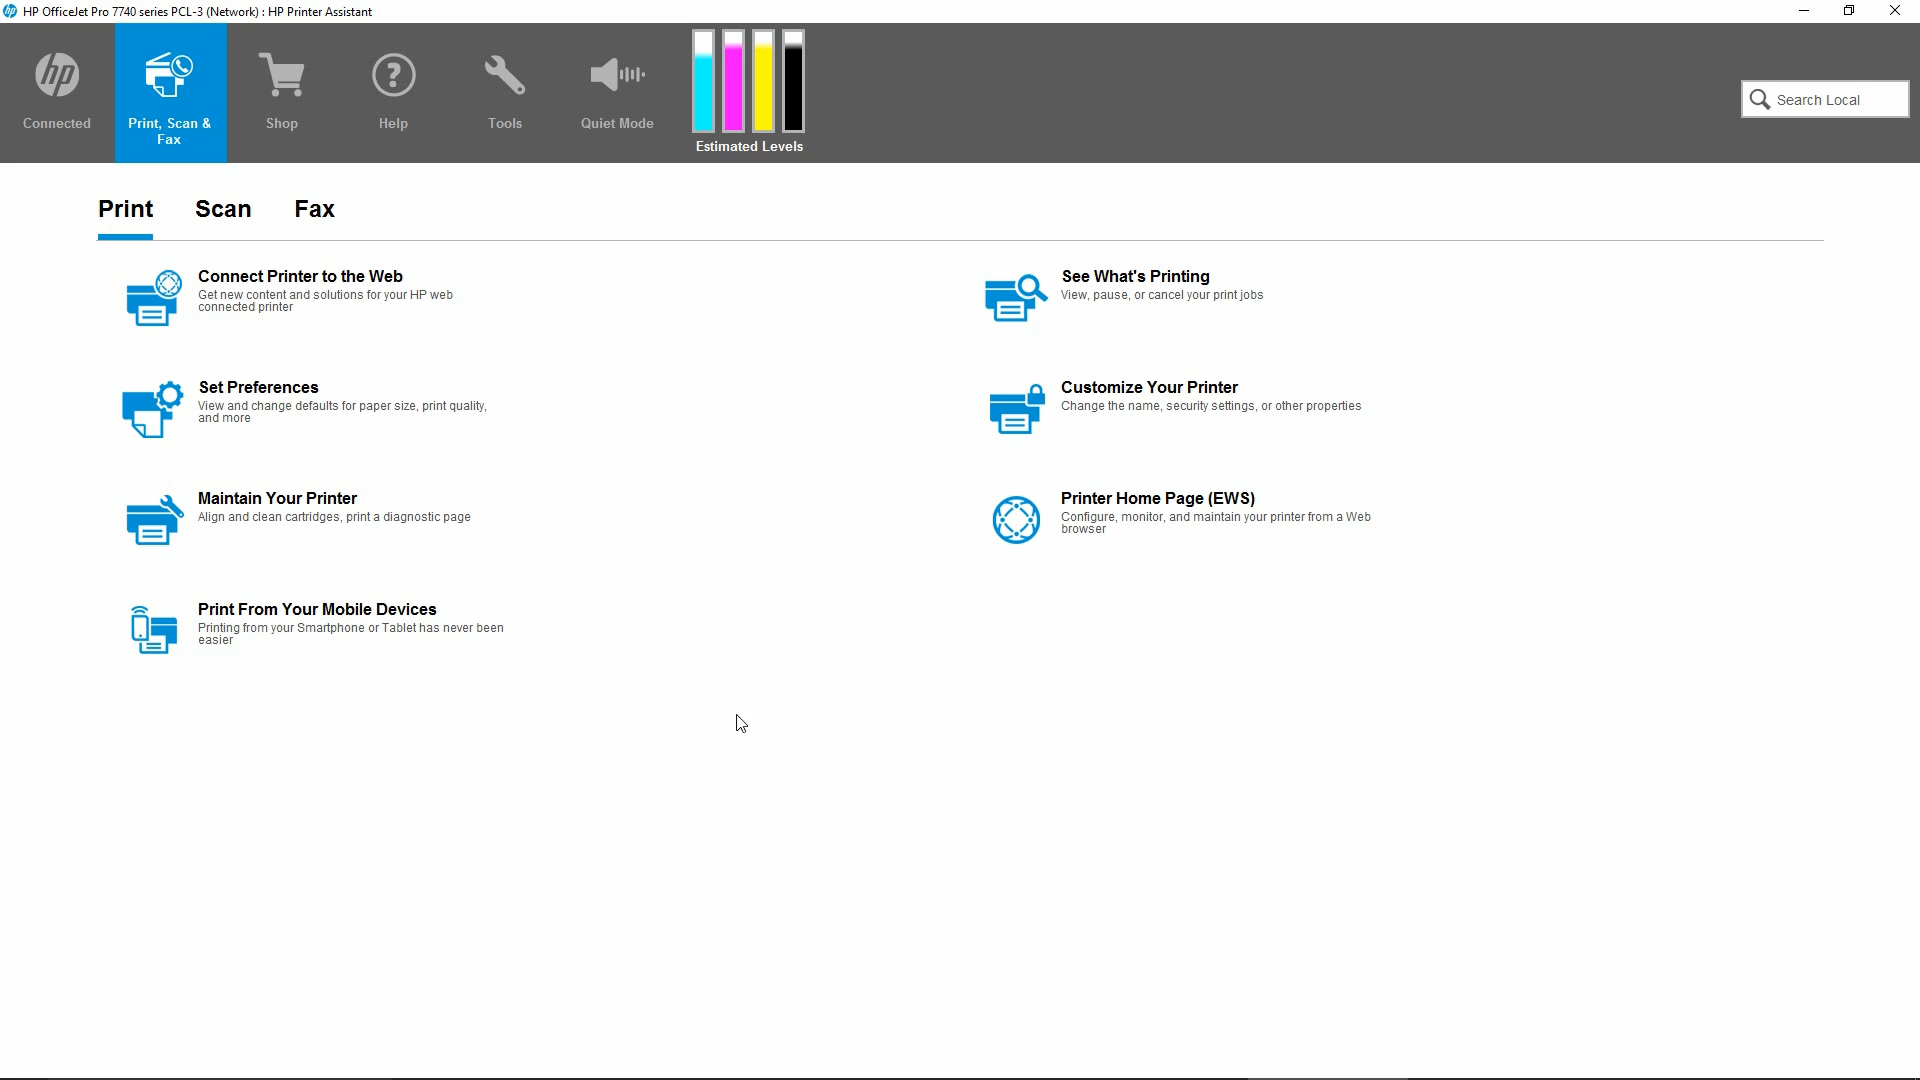 HP OfficeJet Pro 7740 series PCL-3 (Network) : HP Printer Assistant
hp
Connected
Print, Scan &
Fax
Shop
?
Help
Tools
Quiet Mode
Estimated Levels
Search Local
Print
Scan
Fax
Connect Printer to the Web
Get new content and solutions for your HP web
connected printer
See What's Printing
View, pause, or cancel your print jobs
Set Preferences
View and change defaults for paper size, print quality,
and more
Customize Your Printer
Change the name, security settings, or other properties
Maintain Your Printer
Align and clean cartridges, print a diagnostic page
Printer Home Page (EWS)
Configure, monitor, and maintain your printer from a Web
browser
Print From Your Mobile Devices
Printing from your Smartphone or Tablet has never been
easier